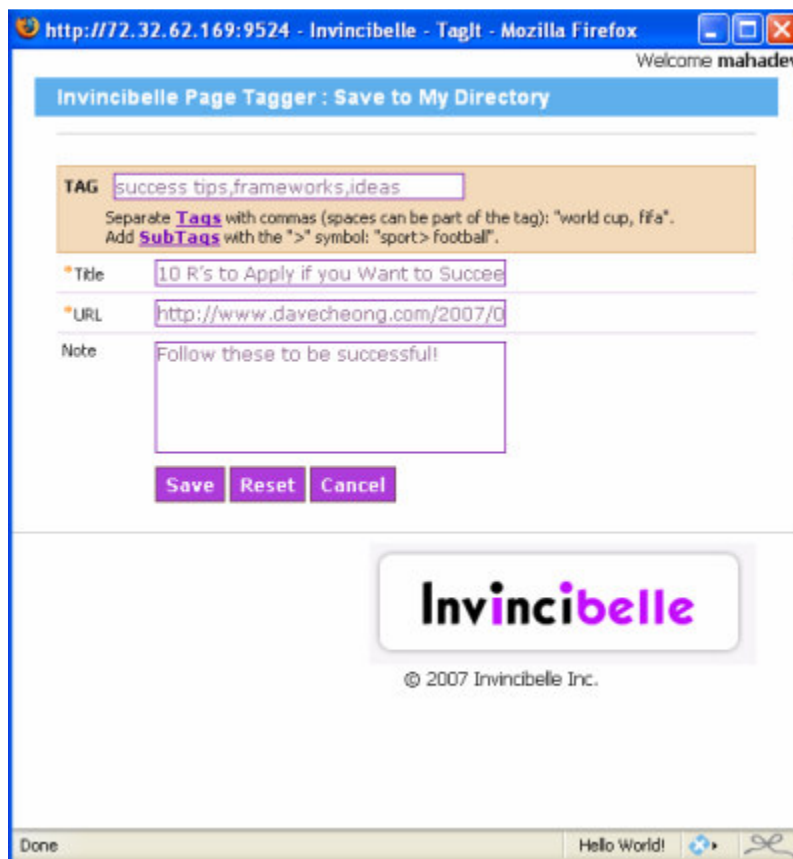 http://72.32.62.169:9524 - Invincibelle - TagIt - Mozilla Firefox
Welcome mahadev
Invincibelle Page Tagger : Save to My Directory
TAG success tips,frameworks,ideas
Separate Tags with commas (spaces can be part of the tag): "world cup, fifa".
Add SubTags with the ">" symbol: "sport> football".
*Title 10 R's to Apply if you Want to Succee
*URL http://www.davecheong.com/2007/0
Note Follow these to be successful!
Save Reset Cancel
Invincibelle
© 2007 Invincibelle Inc.
Done Hello World!